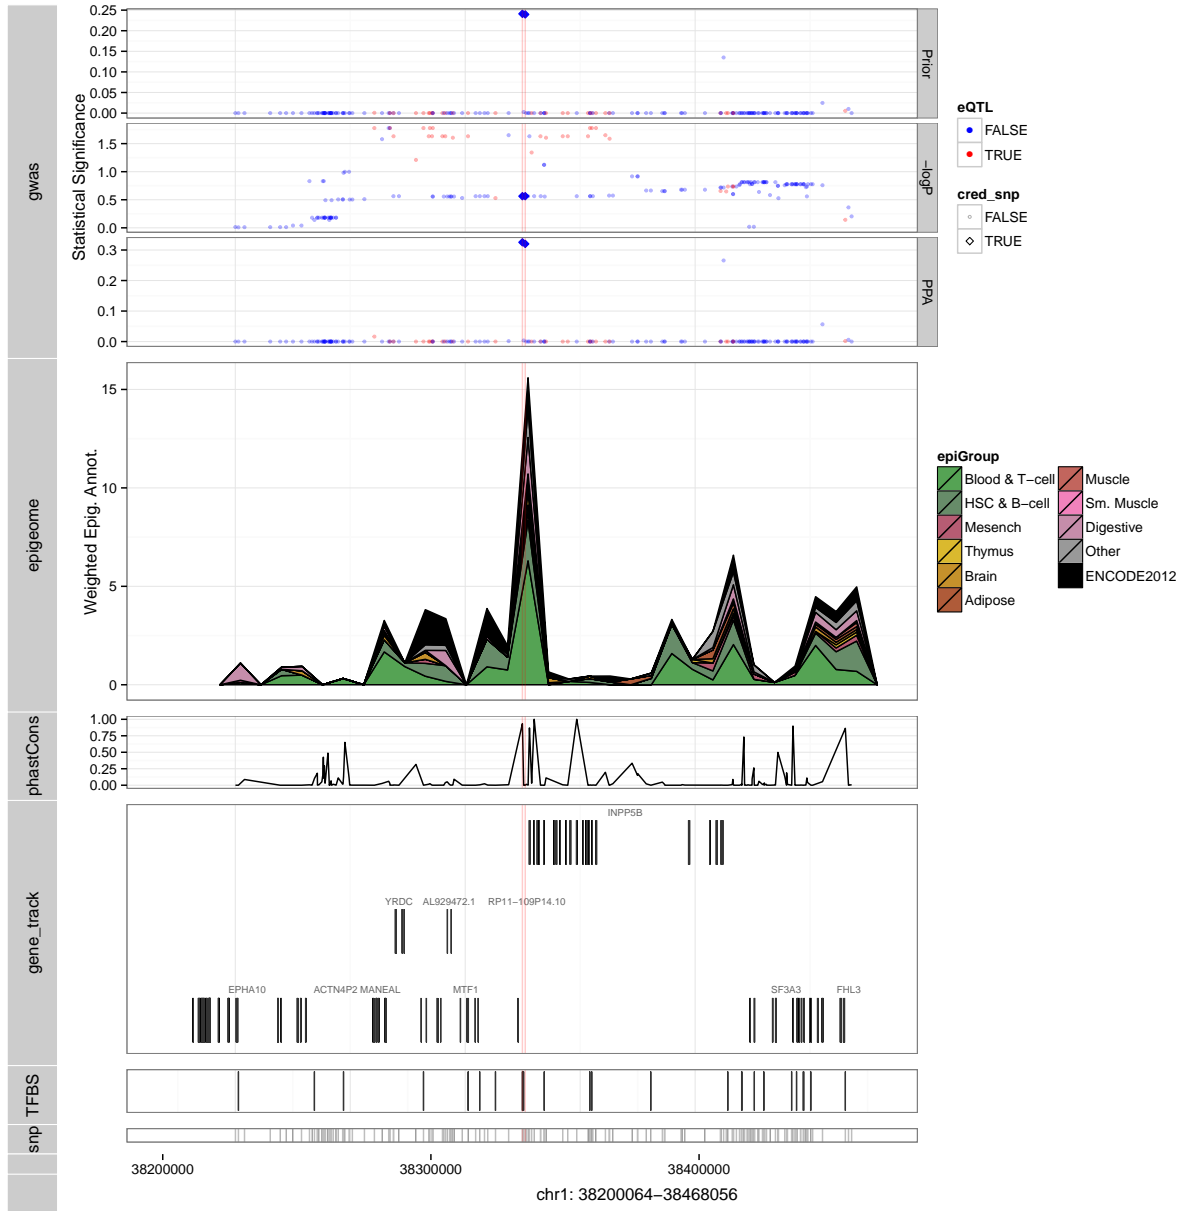 gwas
Statistical Significance
0.25
0.20
0.15
0.10
0.05
0.00
Prior
1.5
1.0
0.5
0.0
−logP
0.3
0.2
0.1
0.0
PPA
eQTL
FALSE
TRUE
cred_snp
FALSE
TRUE
epigeome
Weighted Epig. Annot.
15
10
5
0
epiGroup
Blood & T−cell
HSC & B−cell
Mesench
Thymus
Brain
Adipose
Muscle
Sm. Muscle
Digestive
Other
ENCODE2012
phastCons
1.00
0.75
0.50
0.25
0.00
gene_track
INPP5B
YRDC AL929472.1 RP11−109P14.10
EPHA10 ACTN4P2 MANEAL MTF1 SF3A3 FHL3
TFBS
snp
38200000 38300000 38400000
chr1: 38200064−38468056